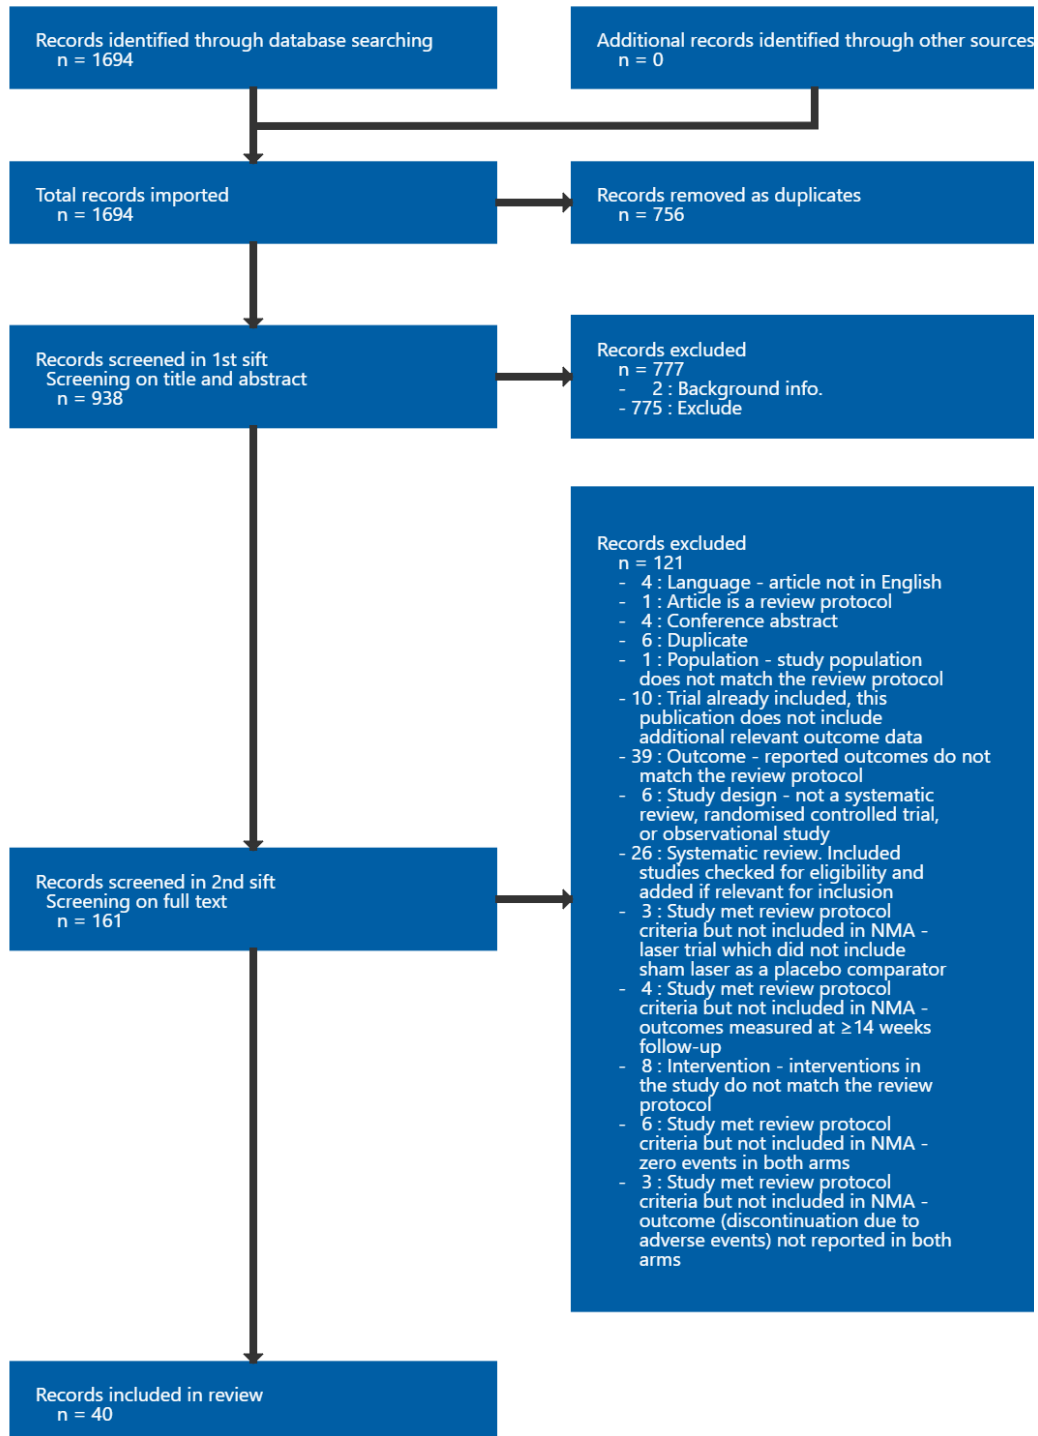 Records identified through database searching
n = 1694
Additional records identified through other sources
n = 0
Total records imported
n = 1694
Records removed as duplicates
n = 756
Records screened in 1st sift
Screening on title and abstract
n = 938
Records excluded
n = 777
- 2 : Background info.
- 775 : Exclude
Records screened in 2nd sift
Screening on full text
n = 161
Records excluded
n = 121
- 4 : Language - article not in English
- 1 : Article is a review protocol
- 4 : Conference abstract
- 6 : Duplicate
- 1 : Population - study population
does not match the review protocol
- 10 : Trial already included, this
publication does not include
additional relevant outcome data
- 39 : Outcome - reported outcomes do not
match the review protocol
- 6 : Study design - not a systematic
review, randomised controlled trial,
or observational study
- 26 : Systematic review. Included
studies checked for eligibility and
added if relevant for inclusion
- 3 : Study met review protocol
criteria but not included in NMA -
laser trial which did not include
sham laser as a placebo comparator
- 4 : Study met review protocol
criteria but not included in NMA -
outcomes measured at ≥14 weeks
follow-up
- 8 : Intervention - interventions in
the study do not match the review
protocol
- 6 : Study met review protocol
criteria but not included in NMA -
zero events in both arms
- 3 : Study met review protocol
criteria but not included in NMA -
outcome (discontinuation due to
adverse events) not reported in both
arms
Records included in review
n = 40